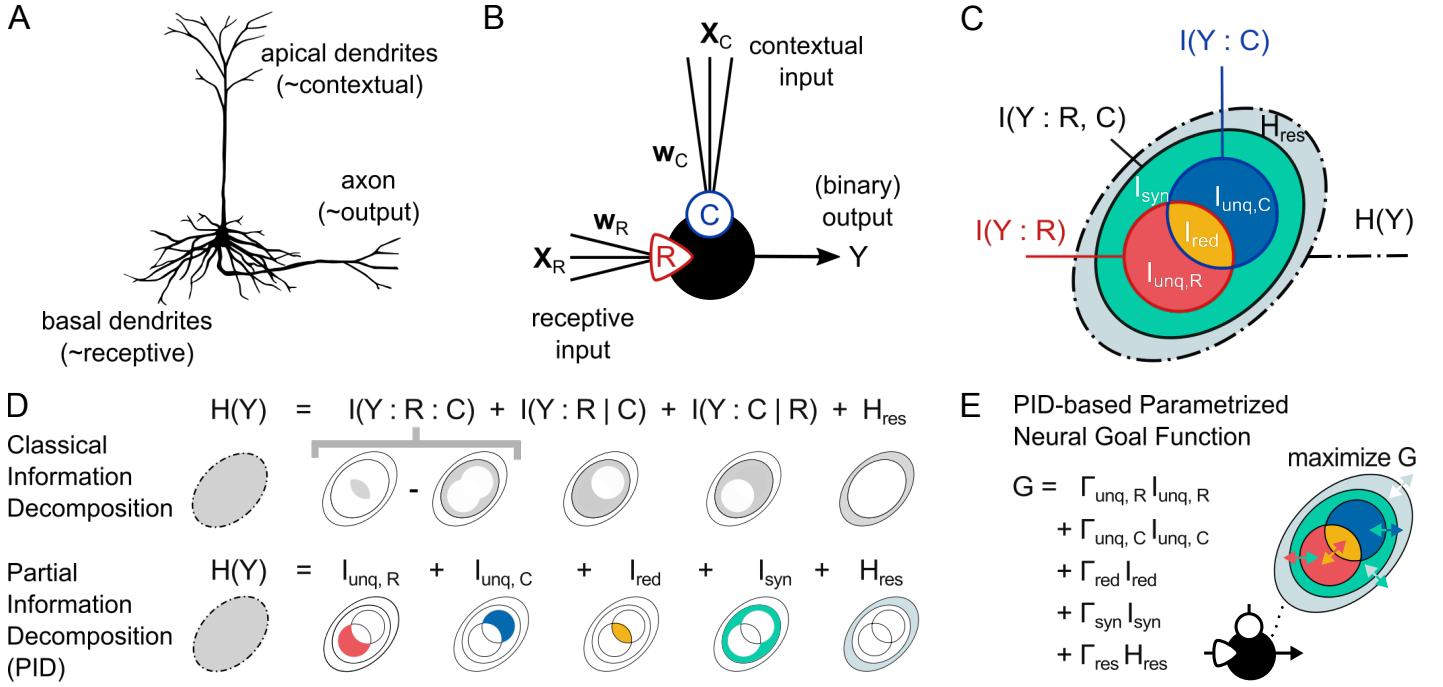 A
apical dendrites
(~contextual)
axon
(~output)
basal dendrites
(~receptive)
B
X_C
contextual
input
w_C
(binary)
output
C
w_R
X_R
R
Y
receptive
input
C
I(Y : C)
I(Y : R, C)
H_res
I_syn
I_unq,C
I(Y : R)
I_red
H(Y)
I_unq,R
D
H(Y) = I(Y : R : C) + I(Y : R | C) + I(Y : C | R) + H_res
Classical
Information
Decomposition
-
Partial
Information
Decomposition
(PID)
H(Y) = I_unq, R + I_unq, C + I_red + I_syn + H_res
E
PID-based Parametrized
Neural Goal Function
maximize G
G = Γ_unq, R I_unq, R
+ Γ_unq, C I_unq, C
+ Γ_red I_red
+ Γ_syn I_syn
+ Γ_res H_res